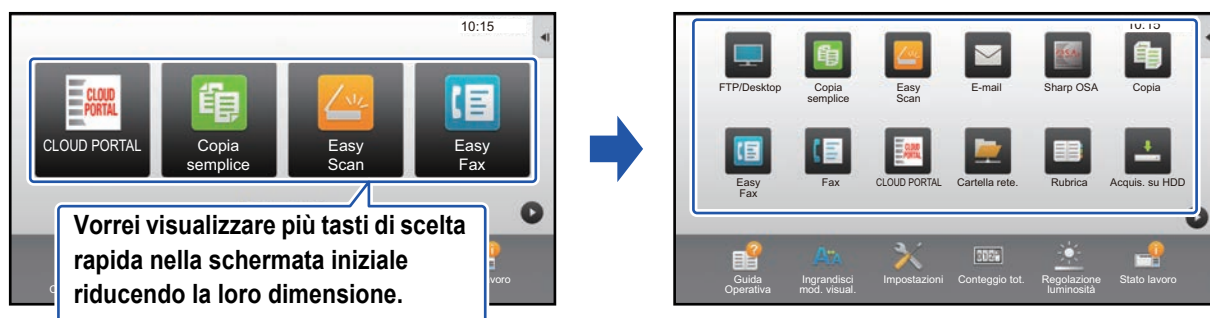 10:15
CLOUD
PORTAL
CLOUD PORTAL
Copia
semplice
Easy
Scan
Easy
Fax
Vorrei visualizzare più tasti di scelta
rapida nella schermata iniziale
riducendo la loro dimensione.
voro
10:15
FTP/Desktop
Copia
semplice
Easy
Scan
E-mail
Sharp OSA
Copia
Easy
Fax
Fax
CLOUD
PORTAL
CLOUD PORTAL
Cartella rete.
Rubrica
Acquis. su HDD
Guida
Operativa
Ingrandisci
mod. visual.
Impostazioni
Conteggio tot.
Regolazione
luminosità
Stato lavoro